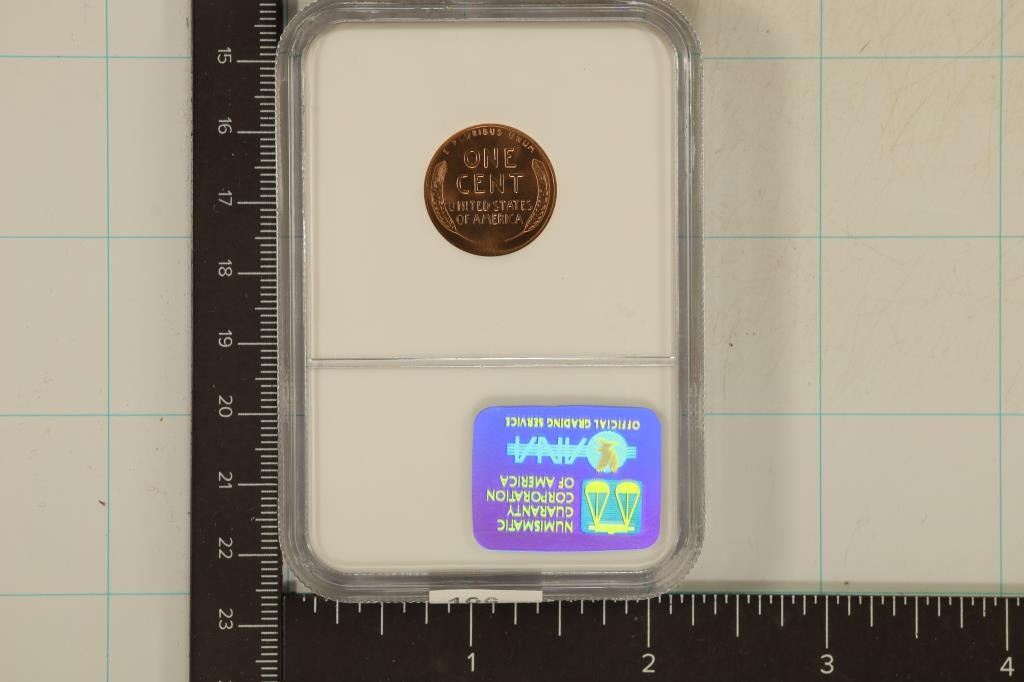 E PLURIBUS UNUM
ONE
CENT
UNITED STATES
OF AMERICA
NUMISMATIC
GUARANTY
CORPORATION
OF AMERICA
ANA
OFFICIAL GRADING SERVICE
15
16
17
18
19
20
21
22
23
1
2
3
4